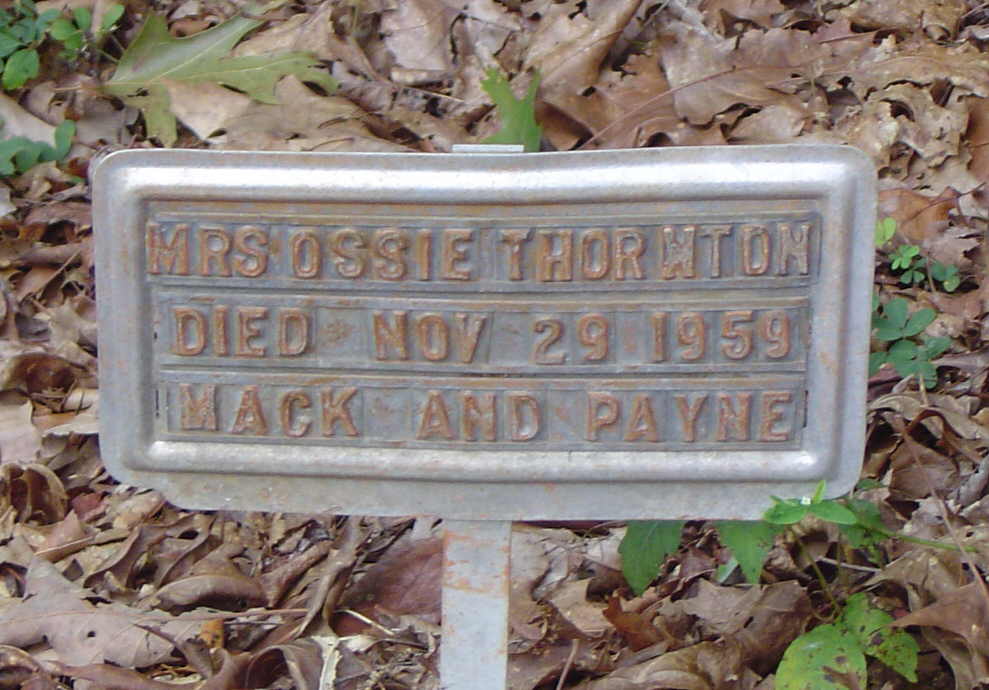 MRS OSSIE THORNTON
DIED NOV 29 1959
MACK AND PAYNE